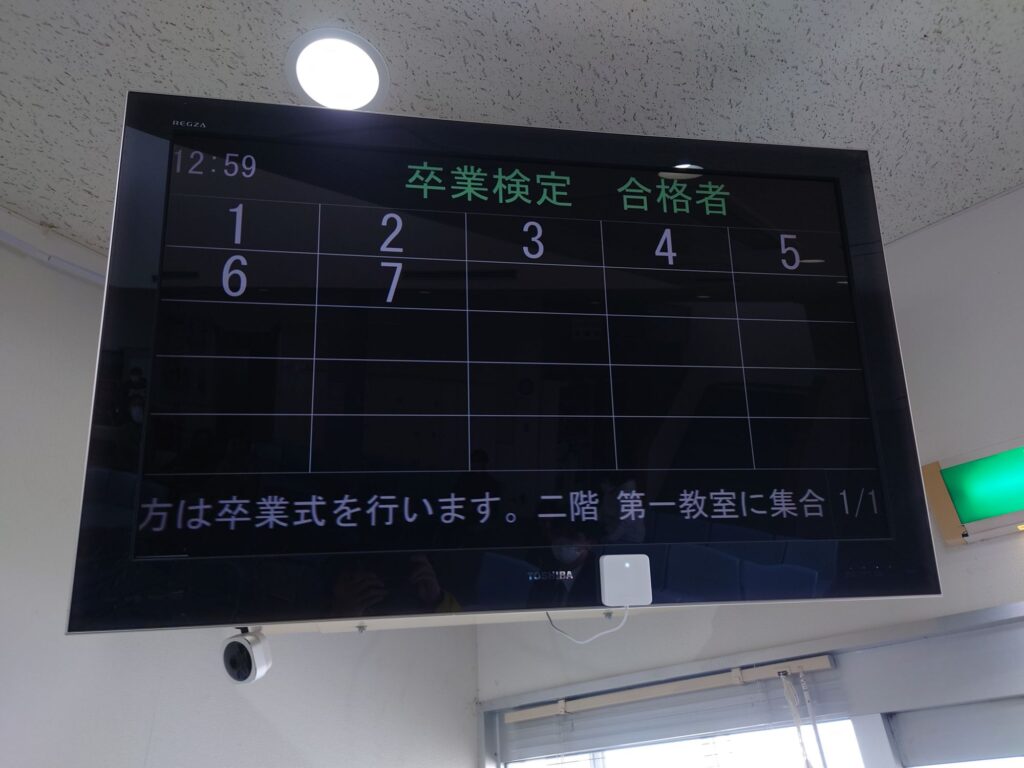 REGZA
12:59
卒業検定 合格者
1 2 3 4 5
6 7
方は卒業式を行います。二階 第一教室に集合 1/1
TOSHIBA